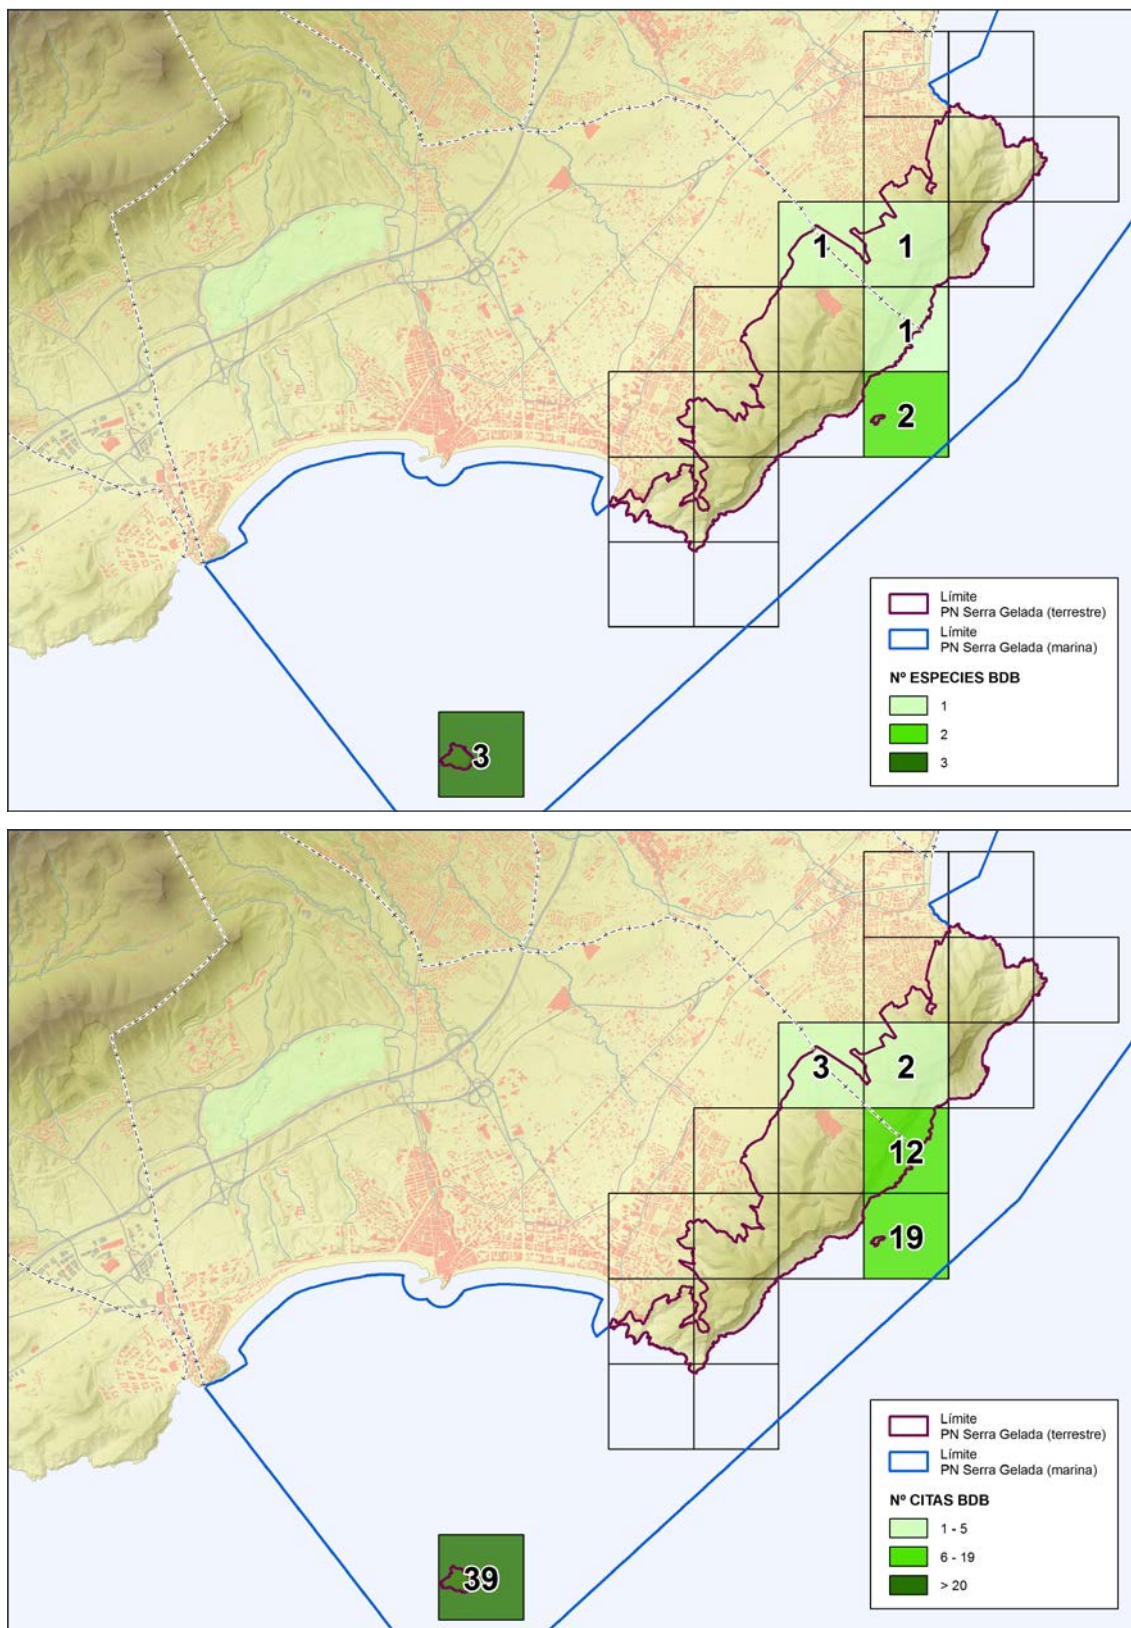 1
1
1
2
3
Límite
PN Serra Gelada (terrestre)
Límite
PN Serra Gelada (marina)
Nº ESPECIES BDB
1
2
3
3
2
12
19
39
Límite
PN Serra Gelada (terrestre)
Límite
PN Serra Gelada (marina)
Nº CITAS BDB
1 - 5
6 - 19
> 20